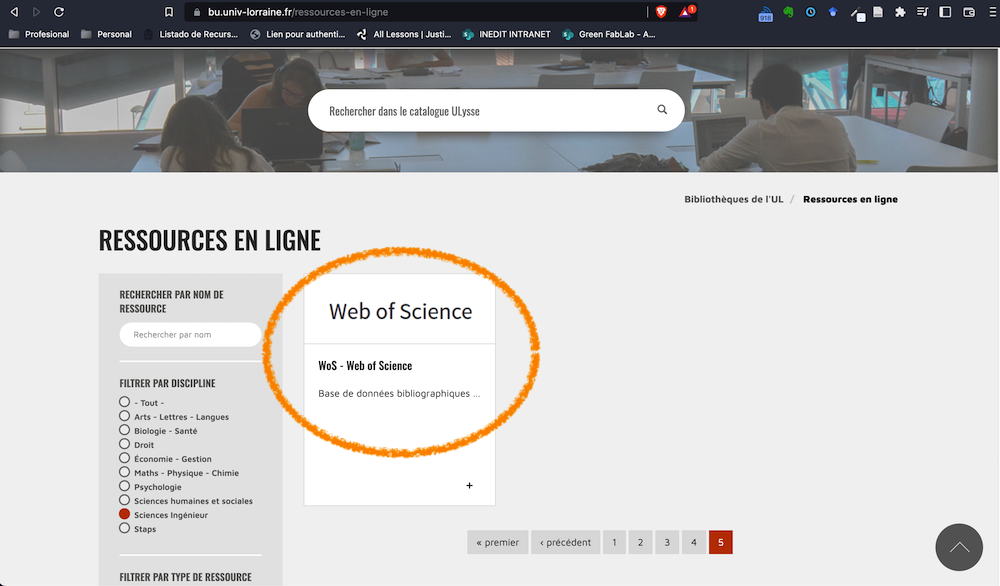 bu.univ-lorraine.fr/ressources-en-ligne
1
918
Profesional
Personal
Listado de Recurs...
Lien pour authenti...
All Lessons | Justi...
INEDIT INTRANET
Green FabLab - A...
Rechercher dans le catalogue ULysse
Bibliothèques de l'UL / Ressources en ligne
RESSOURCES EN LIGNE
RECHERCHER PAR NOM DE
RESSOURCE
Rechercher par nom
FILTRER PAR DISCIPLINE
- Tout -
Arts - Lettres - Langues
Biologie - Santé
Droit
Économie - Gestion
Maths - Physique - Chimie
Psychologie
Sciences humaines et sociales
Sciences Ingénieur
Staps
FILTRER PAR TYPE DE RESSOURCE
Web of Science
WoS - Web of Science
Base de données bibliographiques ...
+
« premier ‹ précédent 1 2 3 4 5